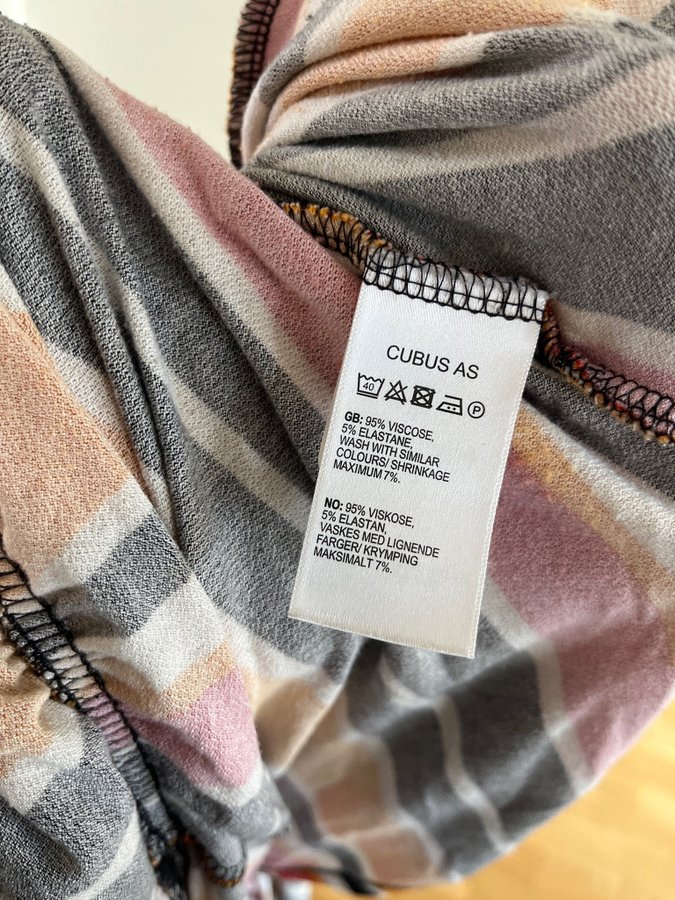 CUBUS AS
40 P
GB: 95% VISCOSE,
5% ELASTANE,
WASH WITH SIMILAR
COLOURS/ SHRINKAGE
MAXIMUM 7%.
NO: 95% VISKOSE,
5% ELASTAN,
VASKES MED LIGNENDE
FARGER/ KRYMPING
MAKSIMALT 7%.